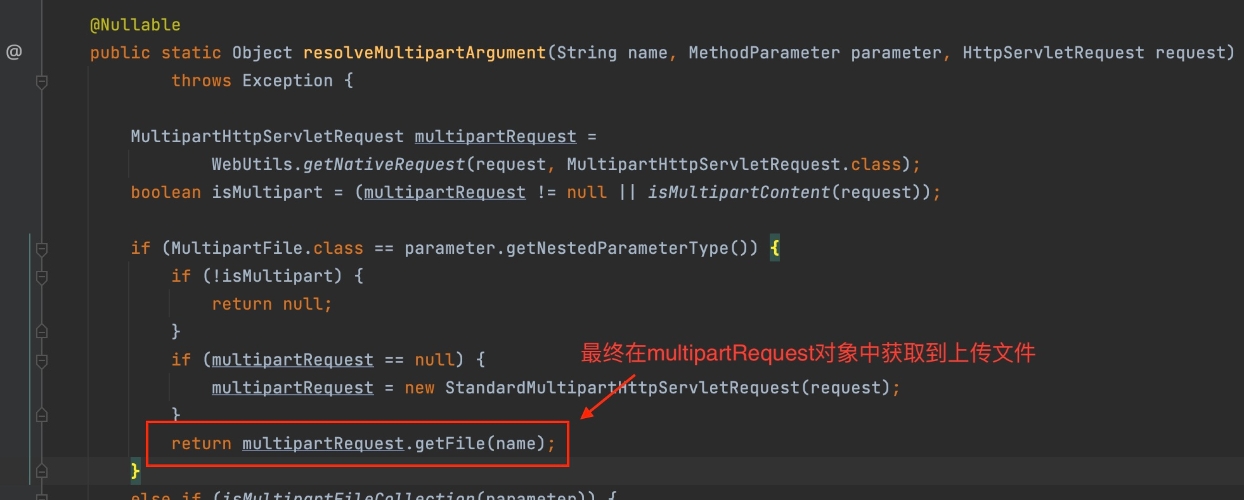 @Nullable
@
public static Object resolveMultipartArgument(String name, MethodParameter parameter, HttpServletRequest request)
throws Exception {
MultipartHttpServletRequest multipartRequest =
WebUtils.getNativeRequest(request, MultipartHttpServletRequest.class);
boolean isMultipart = (multipartRequest != null || isMultipartContent(request));
if (MultipartFile.class == parameter.getNestedParameterType()) {
if (!isMultipart) {
return null;
}
if (multipartRequest == null) {
最终在multipartRequest对象中获取到上传文件
multipartRequest = new StandardMultipartHttpServletRequest(request);
}
return multipartRequest.getFile(name);
}
else if (isMultipartFileCollection(parameter)) {